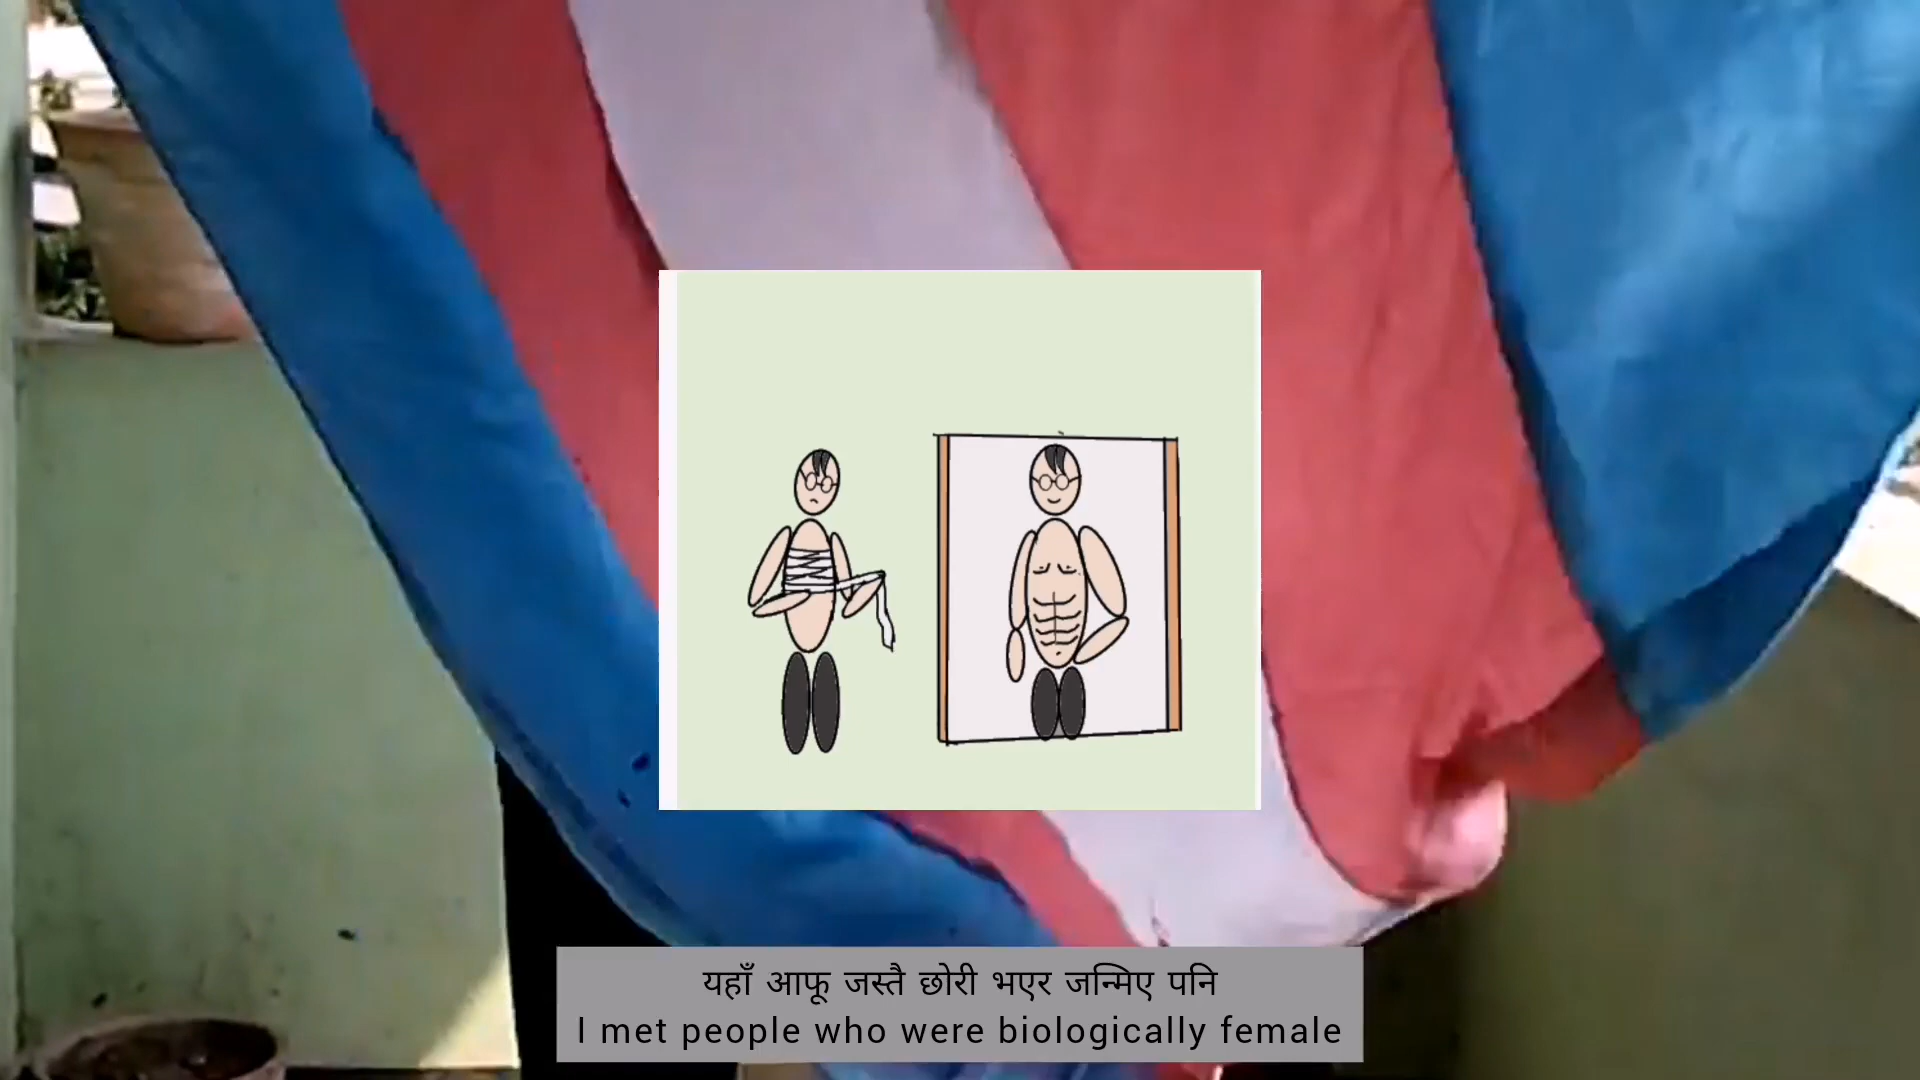 यहाँ आफू जस्तै छोरी भएर जन्मिए पनि
I met people who were biologically female